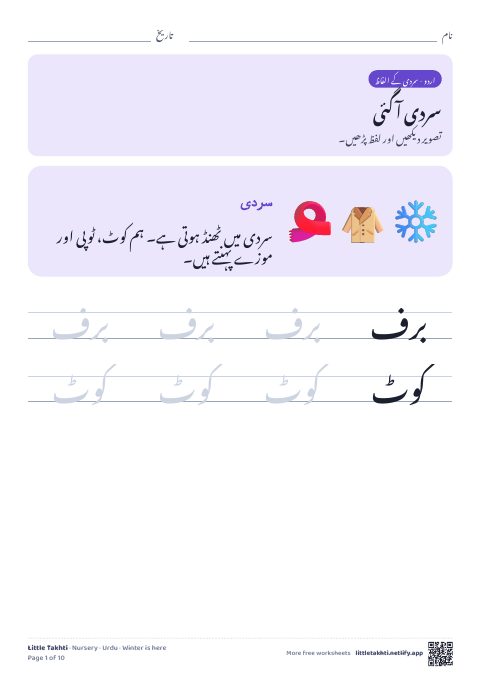 نام تاریخ
اردو · سردی کے الفاظ
سردی آ گئی
تصویر دیکھیں اور لفظ پڑھیں۔
سردی
سردی میں ٹھنڈ ہوتی ہے۔ ہم کوٹ، ٹوپی اور
موزے پہنتے ہیں۔
برف برف برف برف
کوٹ کوٹ کوٹ کوٹ
Little Takhti · Nursery · Urdu · Winter is here
Page 1 of 10
More free worksheets · littletakhti.netlify.app